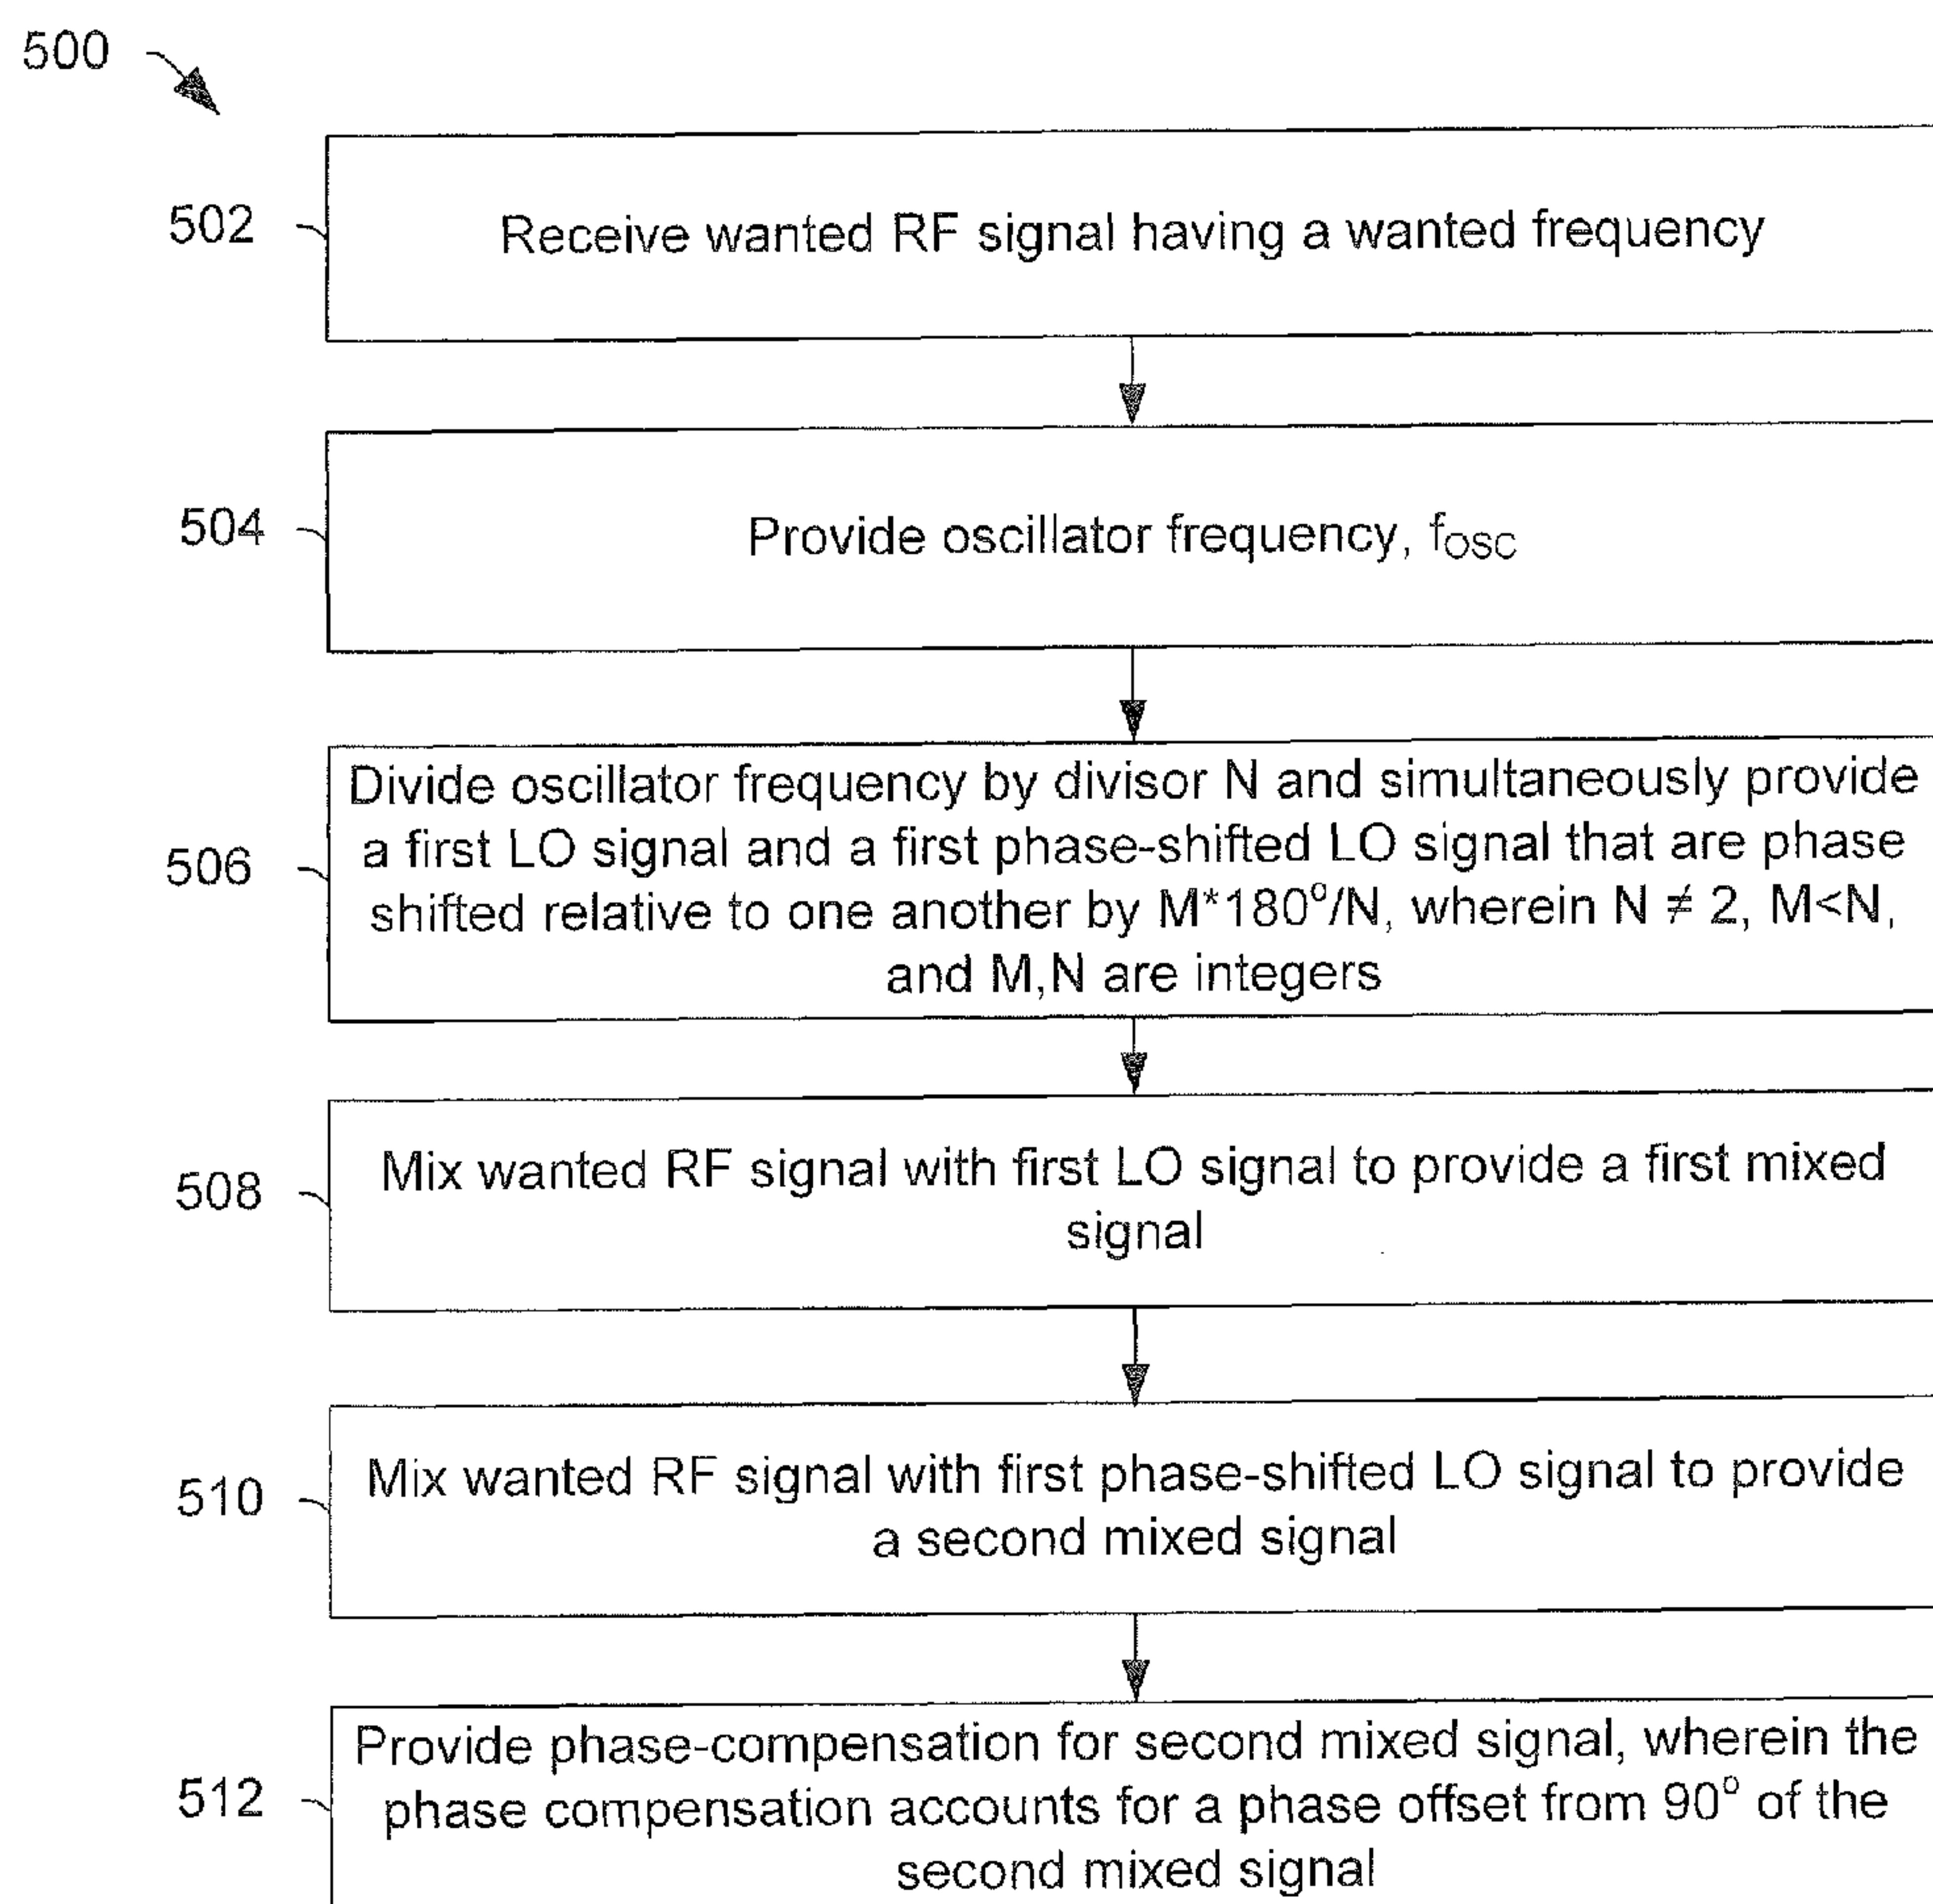 500
502
Receive wanted RF signal having a wanted frequency
504
Provide oscillator frequency, fOSC
506
Divide oscillator frequency by divisor N and simultaneously provide
a first LO signal and a first phase-shifted LO signal that are phase
shifted relative to one another by M*180°/N, wherein N ≠ 2, M<N,
and M,N are integers
508
Mix wanted RF signal with first LO signal to provide a first mixed
signal
510
Mix wanted RF signal with first phase-shifted LO signal to provide
a second mixed signal
512
Provide phase-compensation for second mixed signal, wherein the
phase compensation accounts for a phase offset from 90° of the
second mixed signal